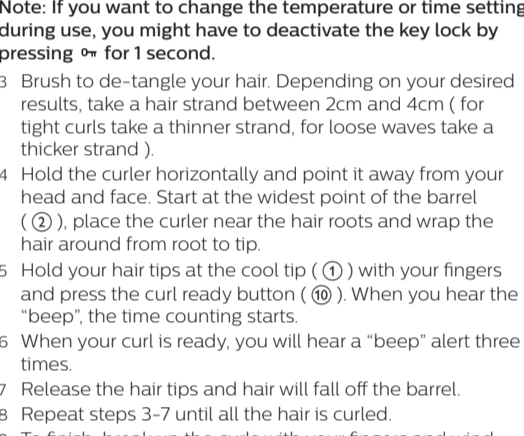 Note: If you want to change the temperature or time setting
during use, you might have to deactivate the key lock by
pressing for 1 second.
3 Brush to de-tangle your hair. Depending on your desired
results, take a hair strand between 2cm and 4cm ( for
tight curls take a thinner strand, for loose waves take a
thicker strand ).
4 Hold the curler horizontally and point it away from your
head and face. Start at the widest point of the barrel
( ② ), place the curler near the hair roots and wrap the
hair around from root to tip.
5 Hold your hair tips at the cool tip ( ① ) with your fingers
and press the curl ready button ( ⑩ ). When you hear the
“beep”, the time counting starts.
6 When your curl is ready, you will hear a “beep” alert three
times.
7 Release the hair tips and hair will fall off the barrel.
8 Repeat steps 3-7 until all the hair is curled.